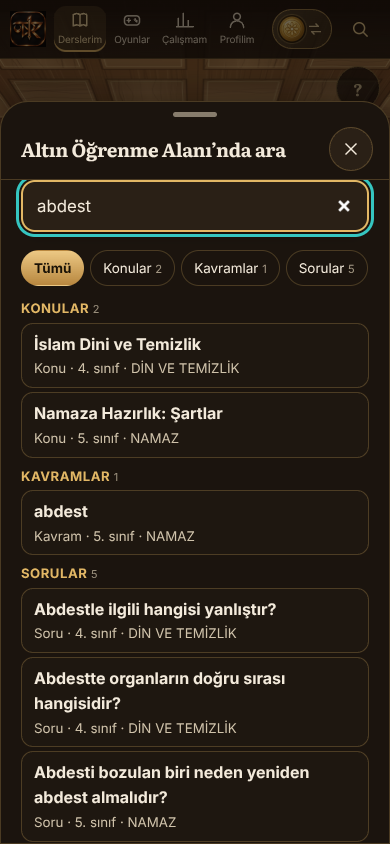 Derslerim
Oyunlar
Çalışmam
Profilim
?
Altın Öğrenme Alanı’nda ara
abdest
Tümü
Konular 2
Kavramlar 1
Sorular 5
KONULAR 2
İslam Dini ve Temizlik
Konu · 4. sınıf · DİN VE TEMİZLİK
Namaza Hazırlık: Şartlar
Konu · 5. sınıf · NAMAZ
KAVRAMLAR 1
abdest
Kavram · 5. sınıf · NAMAZ
SORULAR 5
Abdestle ilgili hangisi yanlıştır?
Soru · 4. sınıf · DİN VE TEMİZLİK
Abdestte organların doğru sırası
hangisidir?
Soru · 4. sınıf · DİN VE TEMİZLİK
Abdesti bozulan biri neden yeniden
abdest almalıdır?
Soru · 5. sınıf · NAMAZ